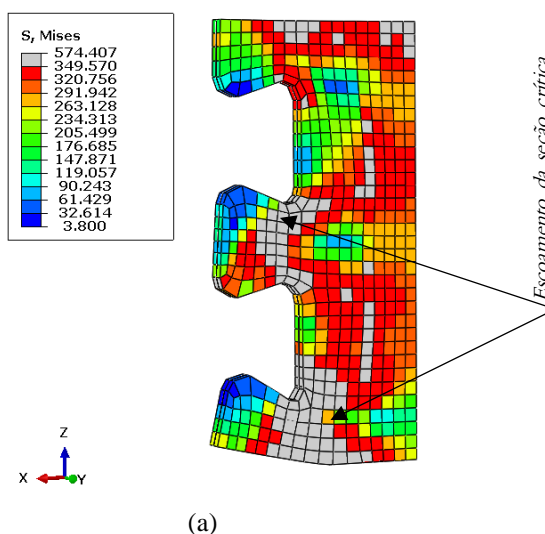 S, Mises
574.407
349.570
320.756
291.942
263.128
234.313
205.499
176.685
147.871
119.057
90.243
61.429
32.614
3.800
Escoamento da seção crítica
Z
X
Y
(a)